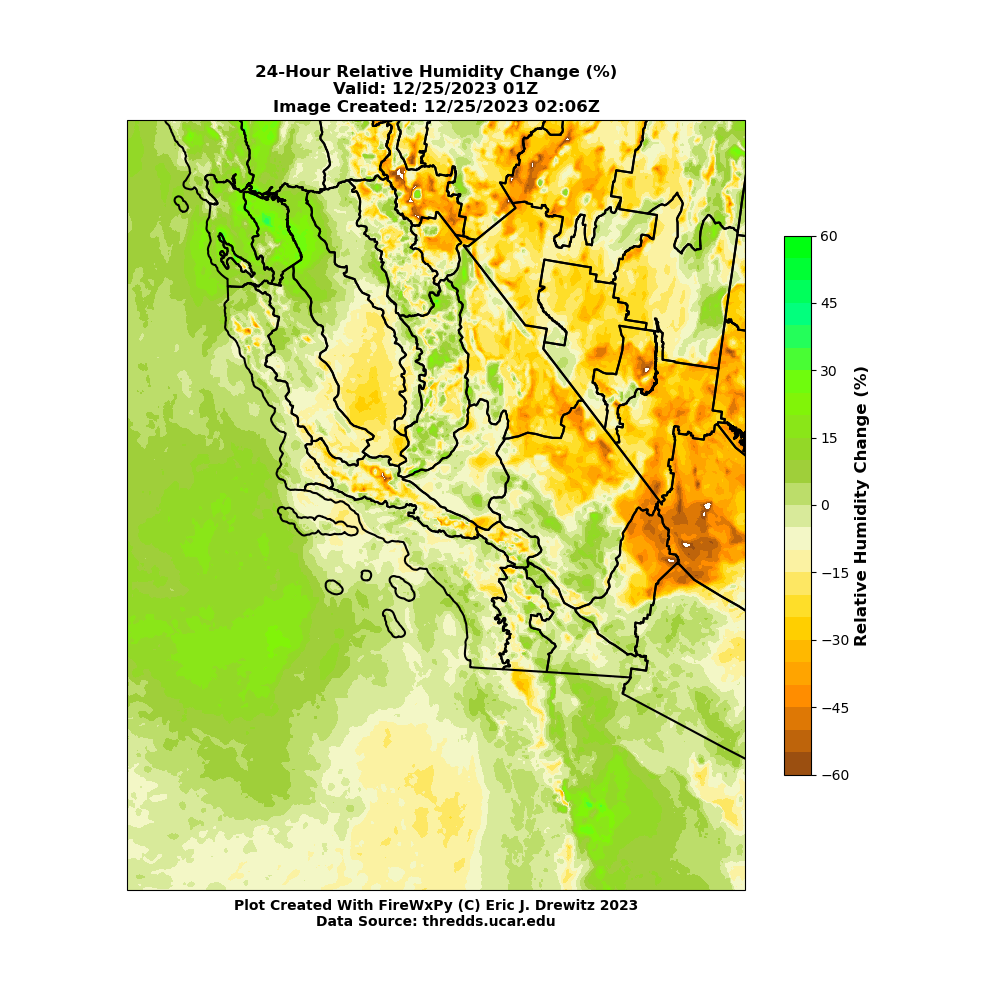 24-Hour Relative Humidity Change (%)
Valid: 12/25/2023 01Z
Image Created: 12/25/2023 02:06Z
60
45
30
15
0
−15
−30
−45
−60
Relative Humidity Change (%)
Plot Created With FireWxPy (C) Eric J. Drewitz 2023
Data Source: thredds.ucar.edu